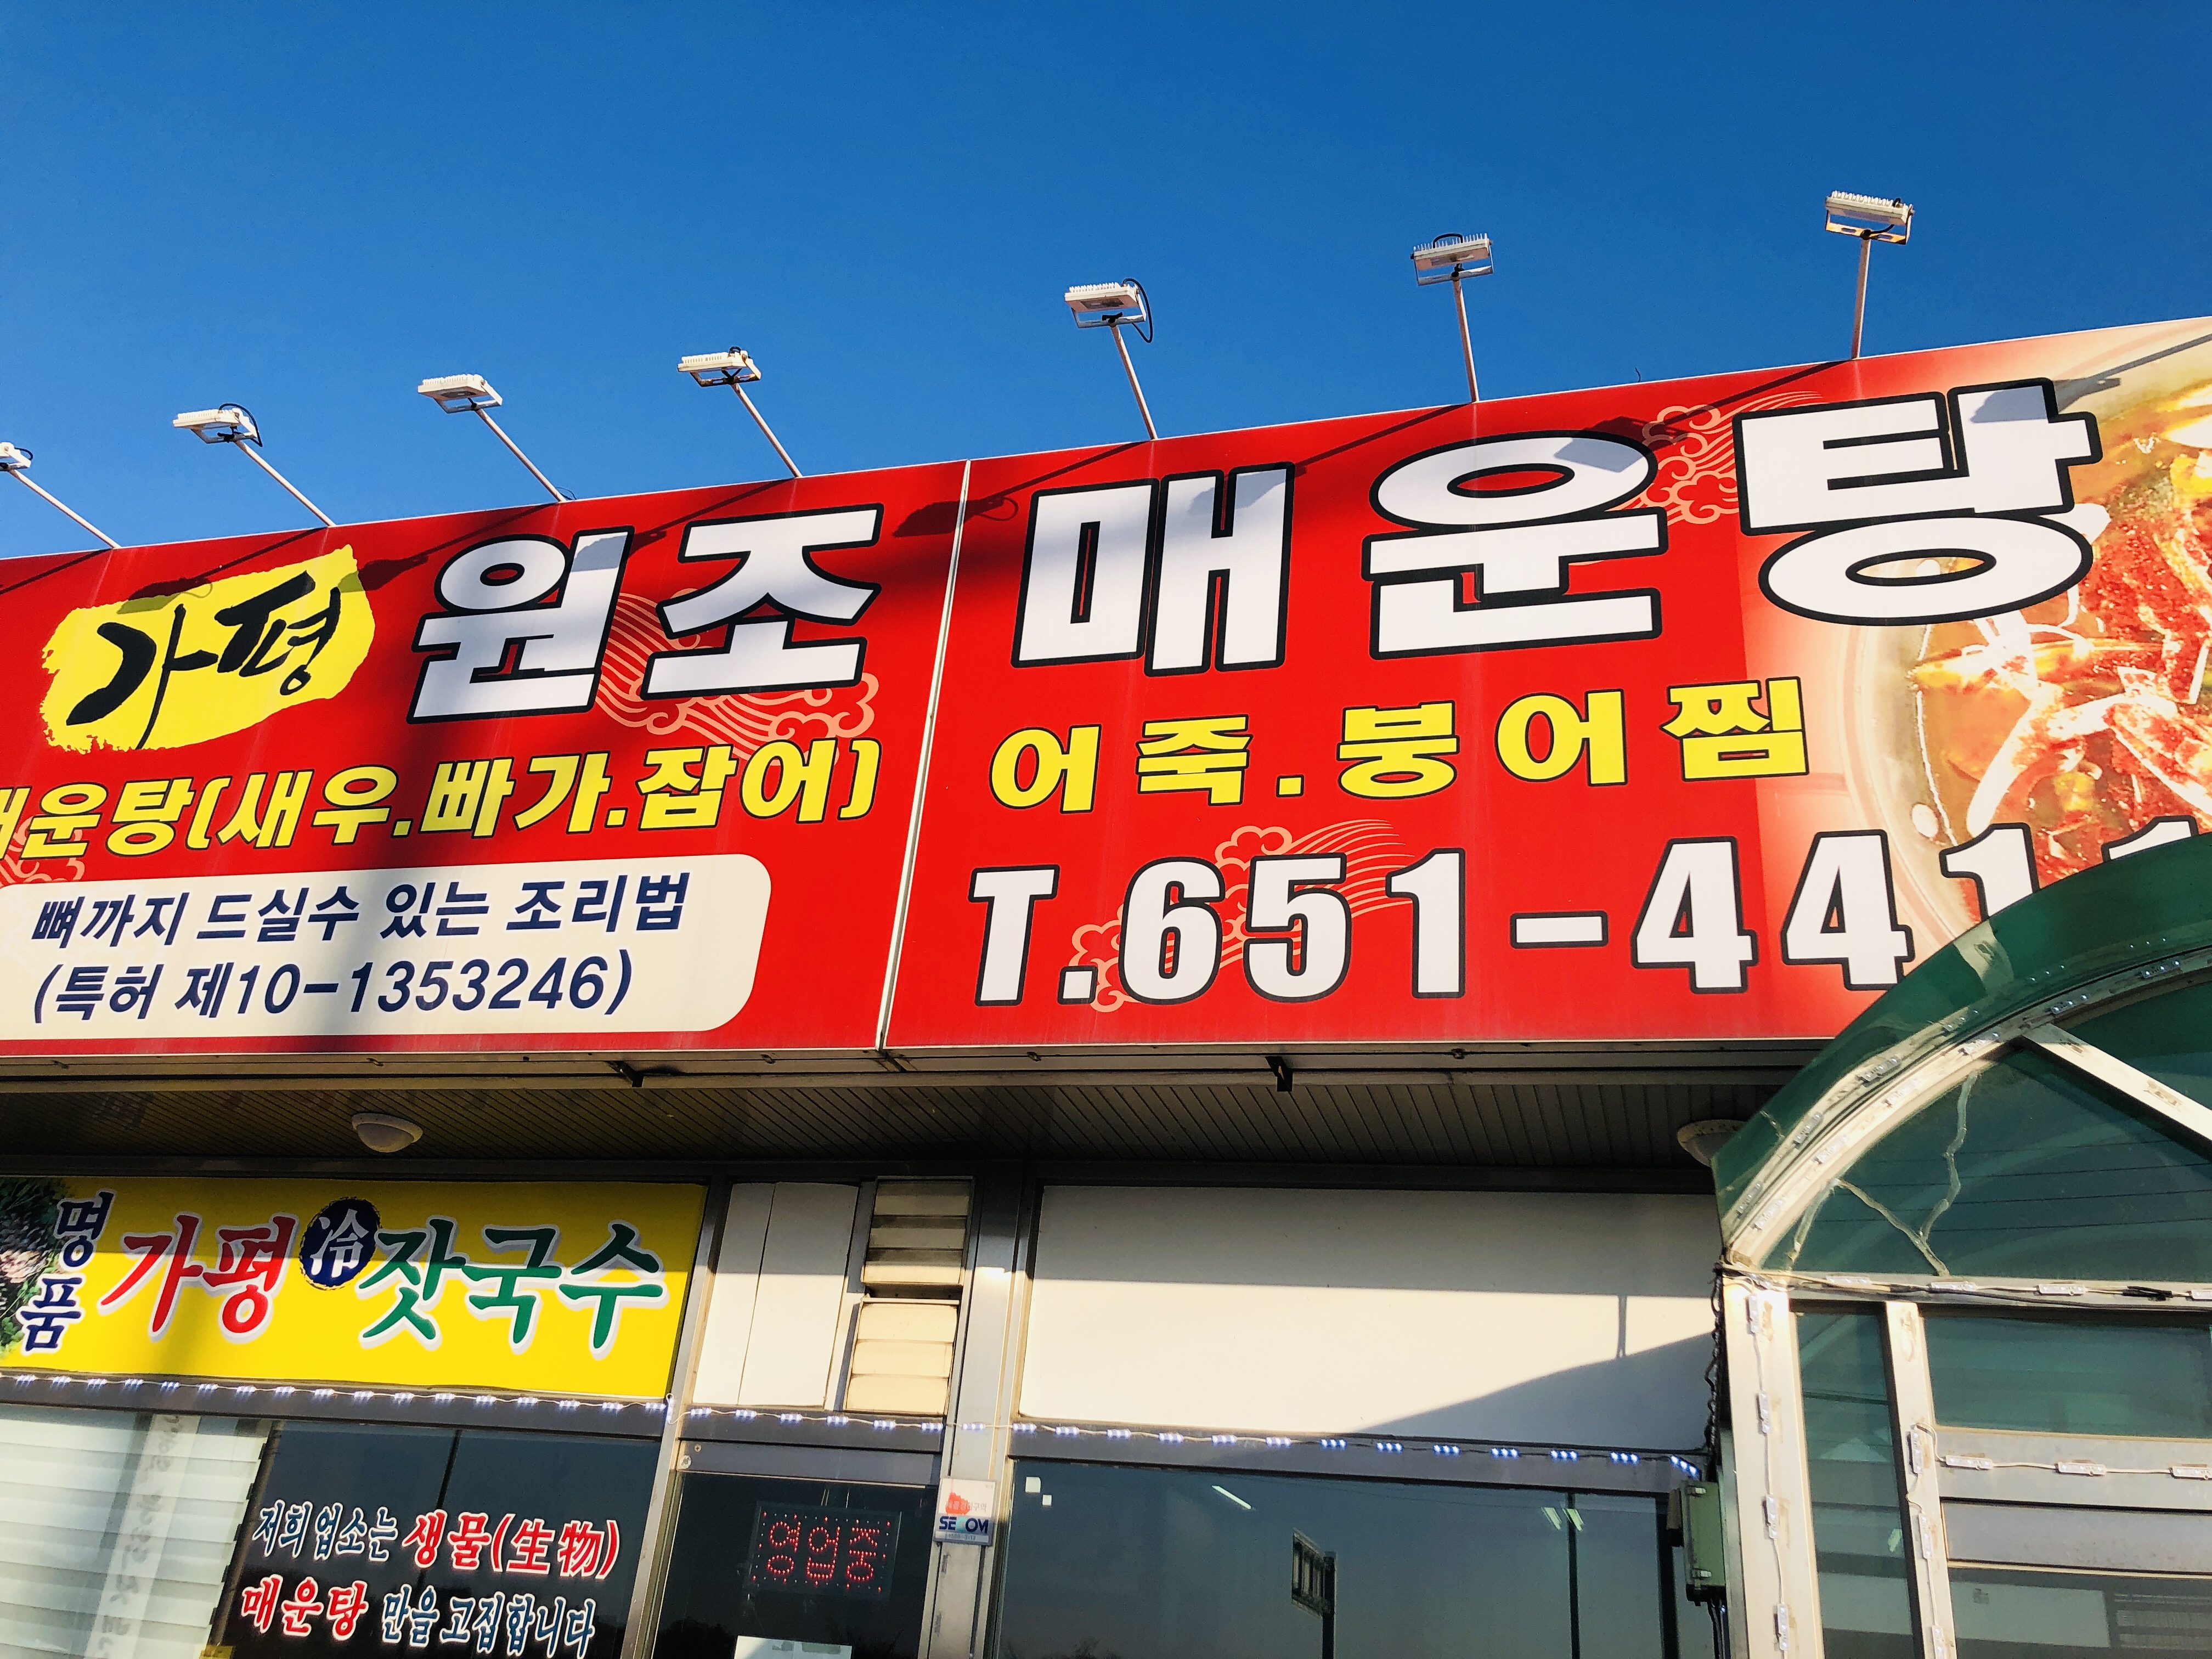 가평 원조 매운탕
매운탕(새우.빠가.잡어) 어죽.붕어찜
뼈까지 드실수 있는 조리법
(특허 제10-1353246)
T.651-441
명품 가평 冷 잣국수
저희 업소는 생물(生物)
매운탕 만을 고집합니다
영업중